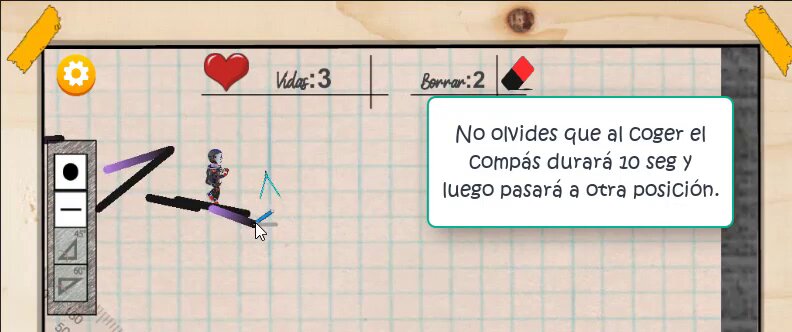 Vidas:3
Borrar:2
No olvides que al coger el
compás durará 10 seg y
luego pasará a otra posición.
45°
60°
50